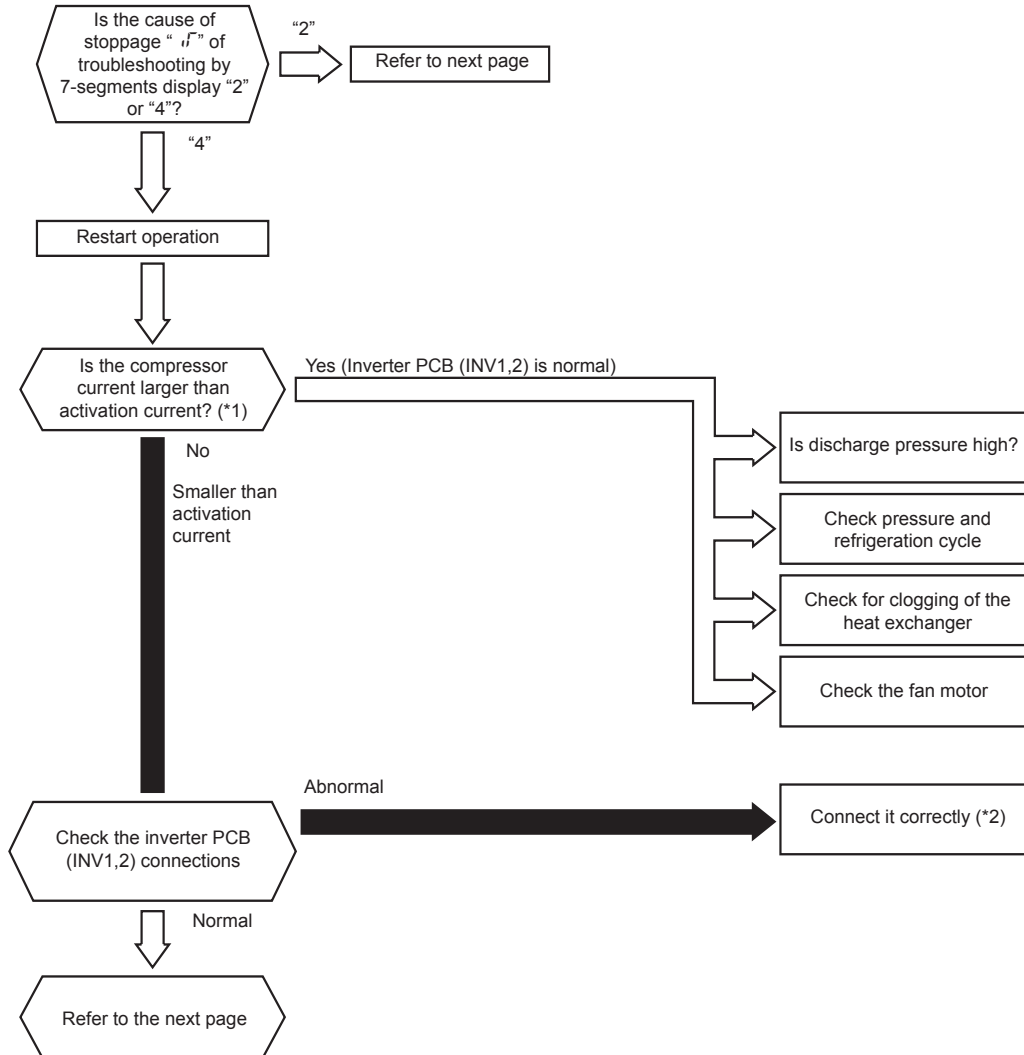 Is the cause of
stoppage “ ” of
troubleshooting by
7-segments display “2”
or “4”?
“2”
Refer to next page
“4”
Restart operation
Is the compressor
current larger than
activation current? (*1)
Yes (Inverter PCB (INV1,2) is normal)
No
Smaller than
activation
current
Is discharge pressure high?
Check pressure and
refrigeration cycle
Check for clogging of the
heat exchanger
Check the fan motor
Check the inverter PCB
(INV1,2) connections
Abnormal
Connect it correctly (*2)
Normal
Refer to the next page